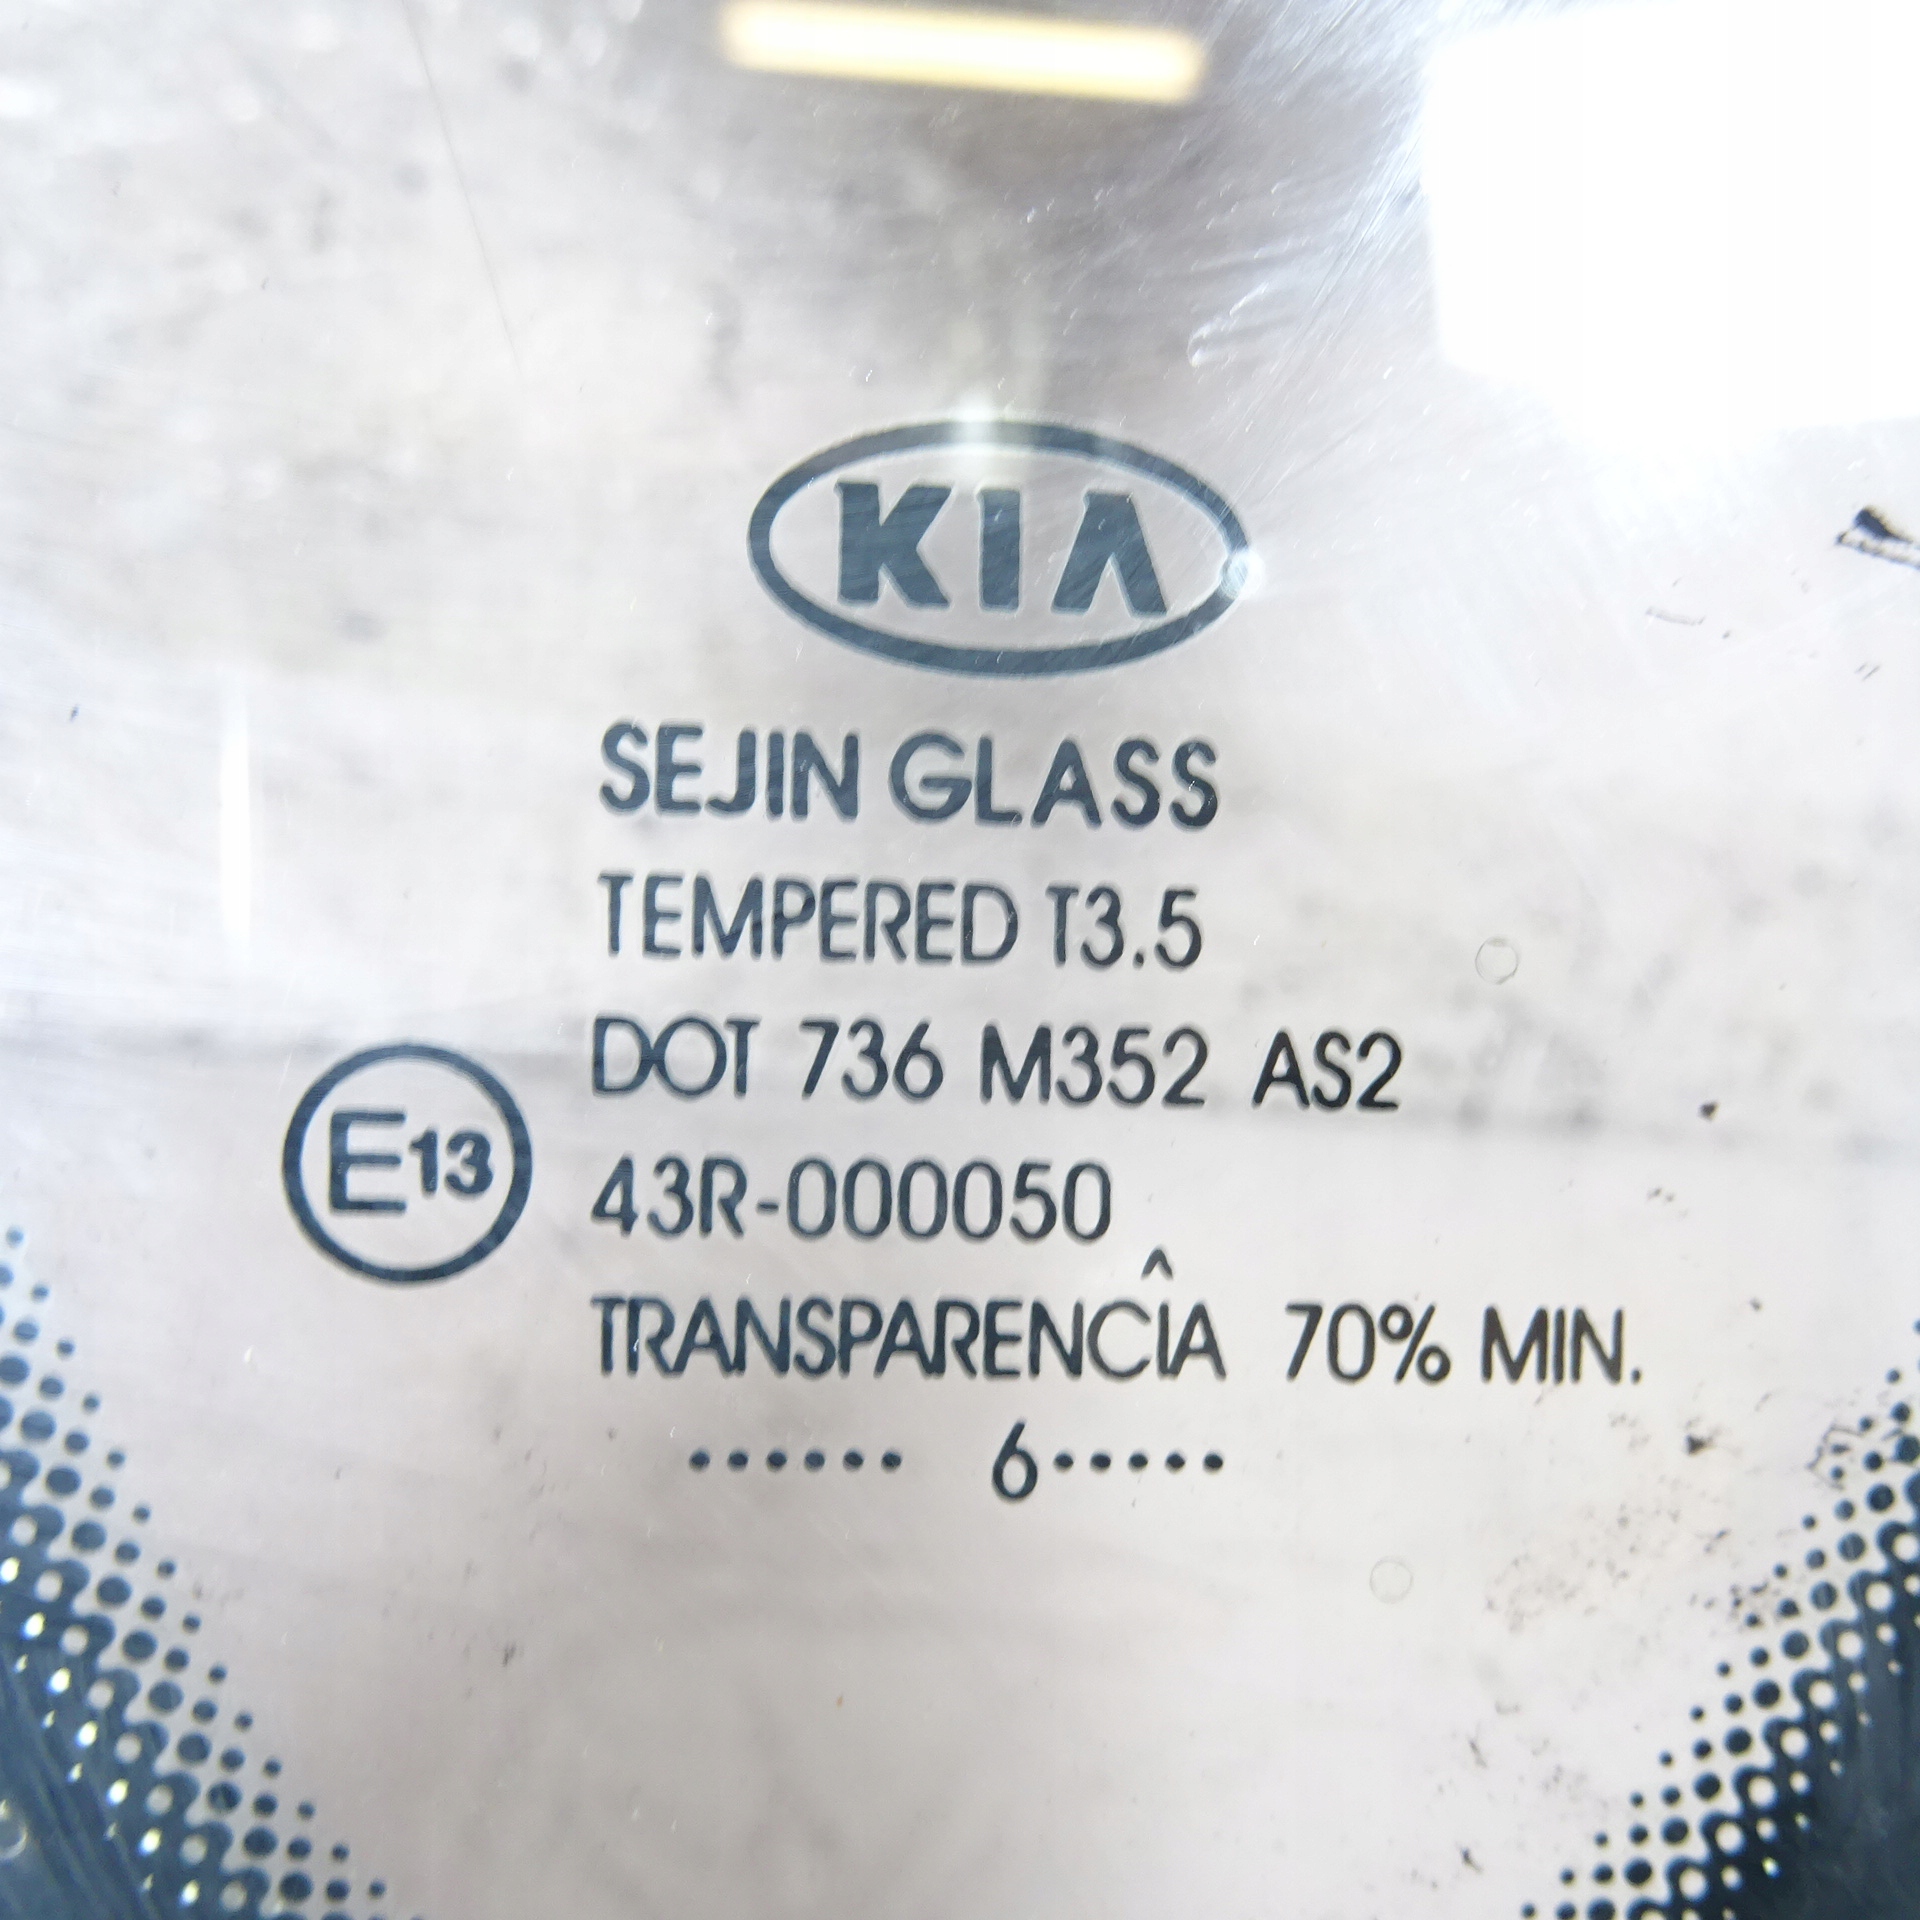 KIA
SEJIN GLASS
TEMPERED T3.5
DOT 736 M352 AS2
E13 43R-000050
TRANSPARENCÎA 70% MIN.
...... 6.....